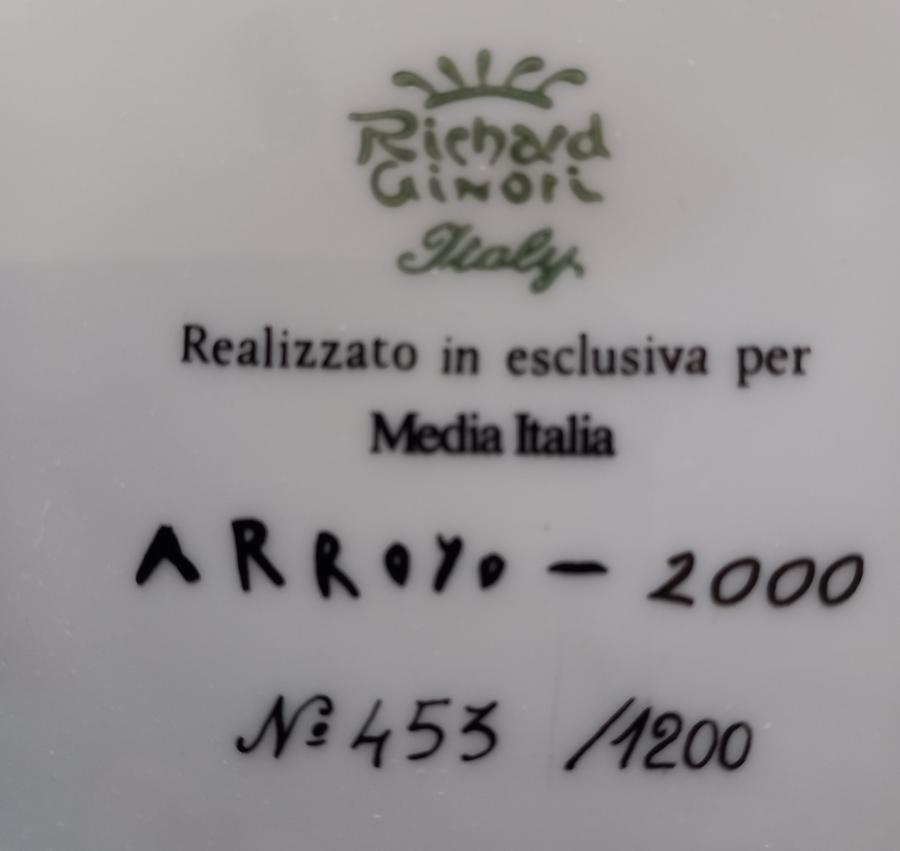 Richard
Ginori
Italy
Realizzato in esclusiva per
Media Italia
ARROYO - 2000
Nº 453 /1200